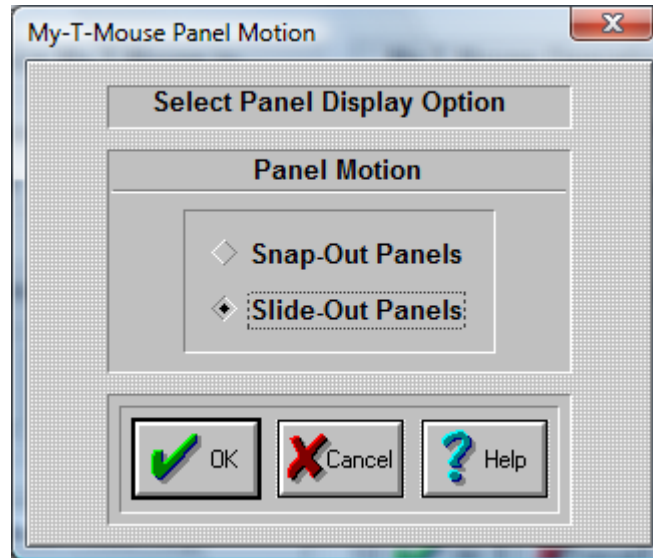 My-T-Mouse Panel Motion
Select Panel Display Option
Panel Motion
Snap-Out Panels
Slide-Out Panels
OK
Cancel
Help